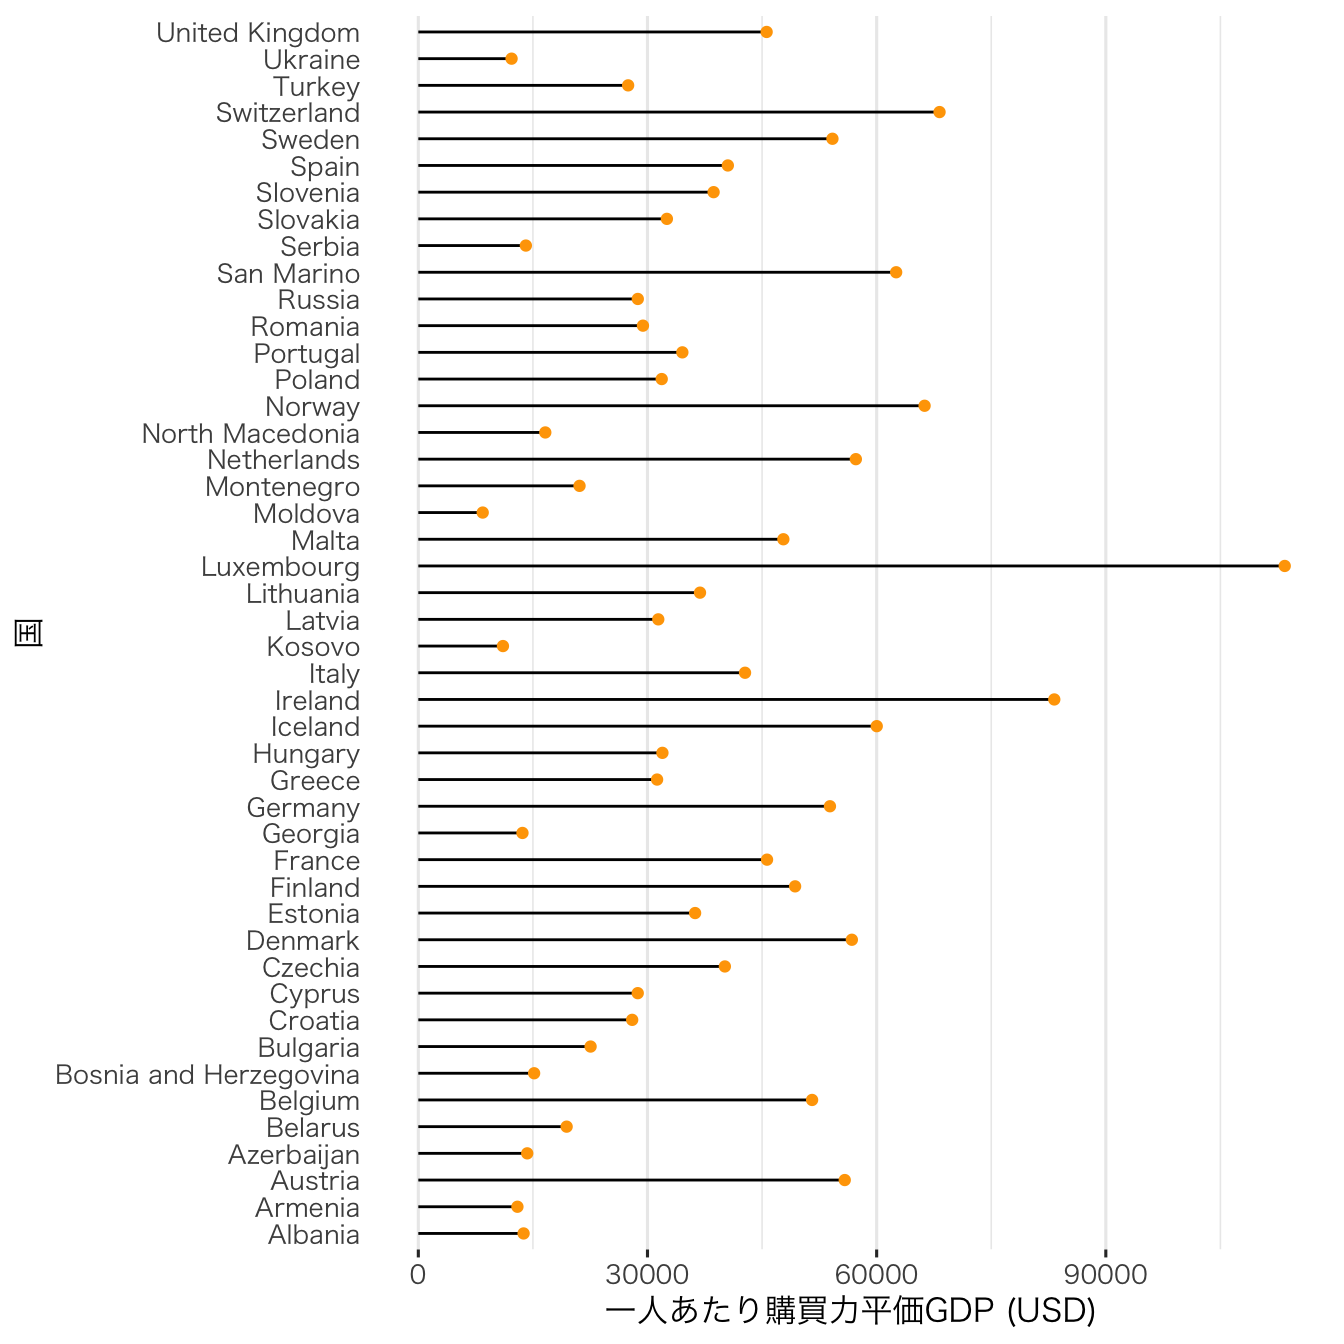 United Kingdom
Ukraine
Turkey
Switzerland
Sweden
Spain
Slovenia
Slovakia
Serbia
San Marino
Russia
Romania
Portugal
Poland
Norway
North Macedonia
Netherlands
Montenegro
Moldova
Malta
Luxembourg
Lithuania
Latvia
Kosovo
Italy
Ireland
Iceland
Hungary
Greece
Germany
Georgia
France
Finland
Estonia
Denmark
Czechia
Cyprus
Croatia
Bulgaria
Bosnia and Herzegovina
Belgium
Belarus
Azerbaijan
Austria
Armenia
Albania
国
0 30000 60000 90000
一人あたり購買力平価GDP (USD)